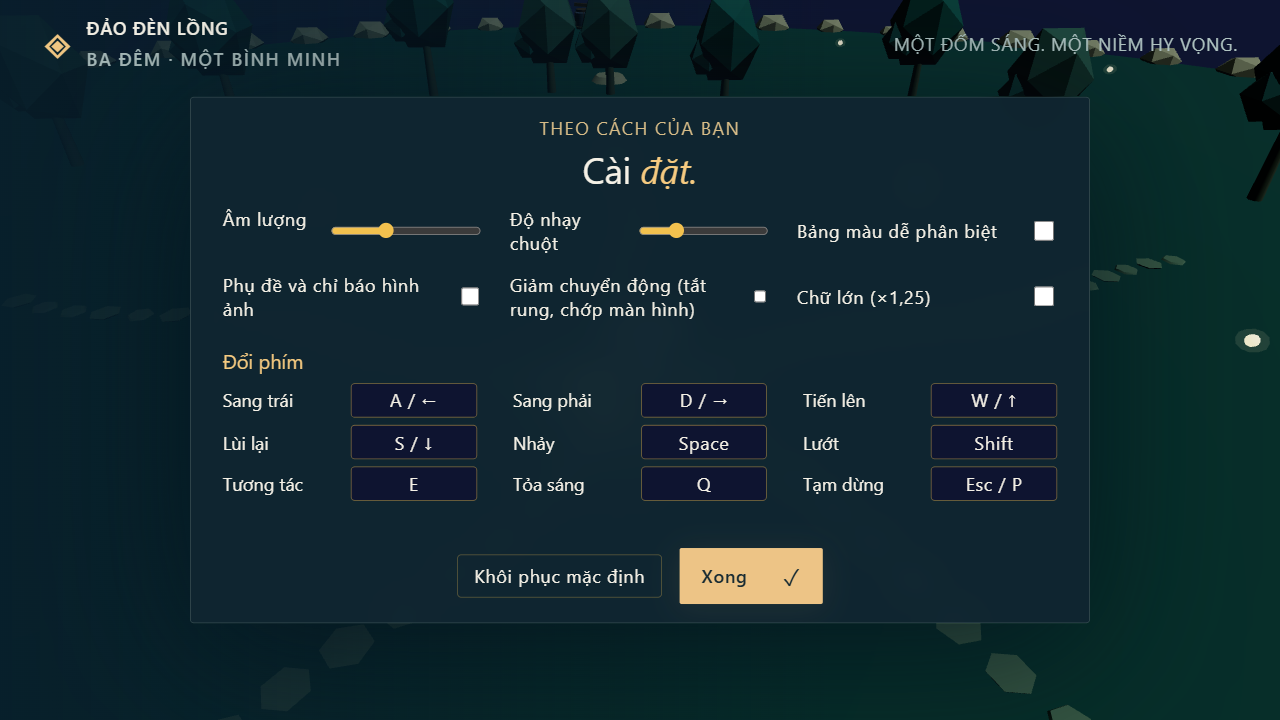 ĐẢO ĐÈN LỒNG
BA ĐÊM · MỘT BÌNH MINH
MỘT ĐỐM SÁNG. MỘT NIỀM HY VỌNG.
THEO CÁCH CỦA BẠN
Cài đặt.
Âm lượng
Độ nhạy
chuột
Bảng màu dễ phân biệt
Phụ đề và chỉ báo hình
ảnh
Giảm chuyển động (tắt
rung, chớp màn hình)
Chữ lớn (×1,25)
Đổi phím
Sang trái A / ← Sang phải D / → Tiến lên W / ↑
Lùi lại S / ↓ Nhảy Space Lướt Shift
Tương tác E Tỏa sáng Q Tạm dừng Esc / P
Khôi phục mặc định Xong ✓